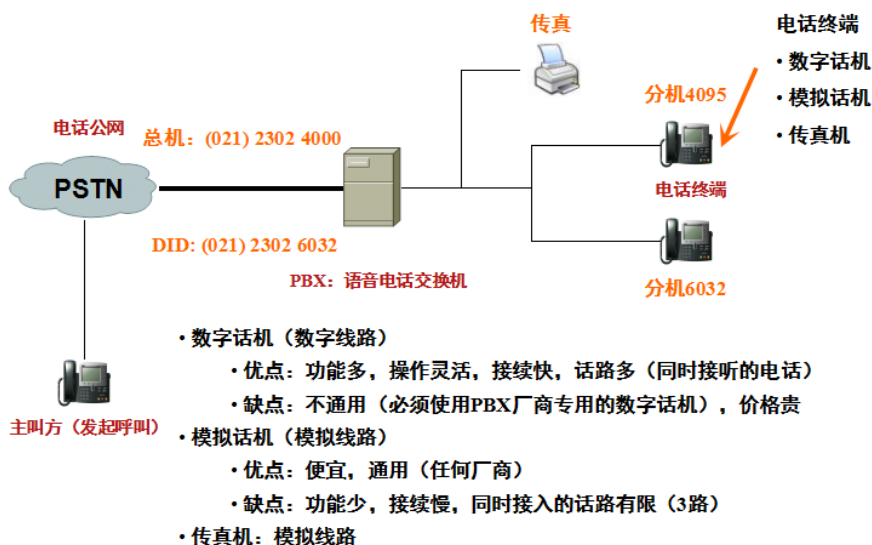 传真
电话终端
• 数字话机
• 模拟话机
• 传真机
分机4095
电话公网
总机：(021) 2302 4000
PSTN
电话终端
DID: (021) 2302 6032
PBX：语音电话交换机
分机6032
主叫方（发起呼叫）
• 数字话机（数字线路）
• 优点：功能多，操作灵活，接续快，话路多（同时接听的电话）
• 缺点：不通用（必须使用PBX厂商专用的数字话机），价格贵
• 模拟话机（模拟线路）
• 优点：便宜，通用（任何厂商）
• 缺点：功能少，接续慢，同时接入的话路有限（3路）
• 传真机：模拟线路